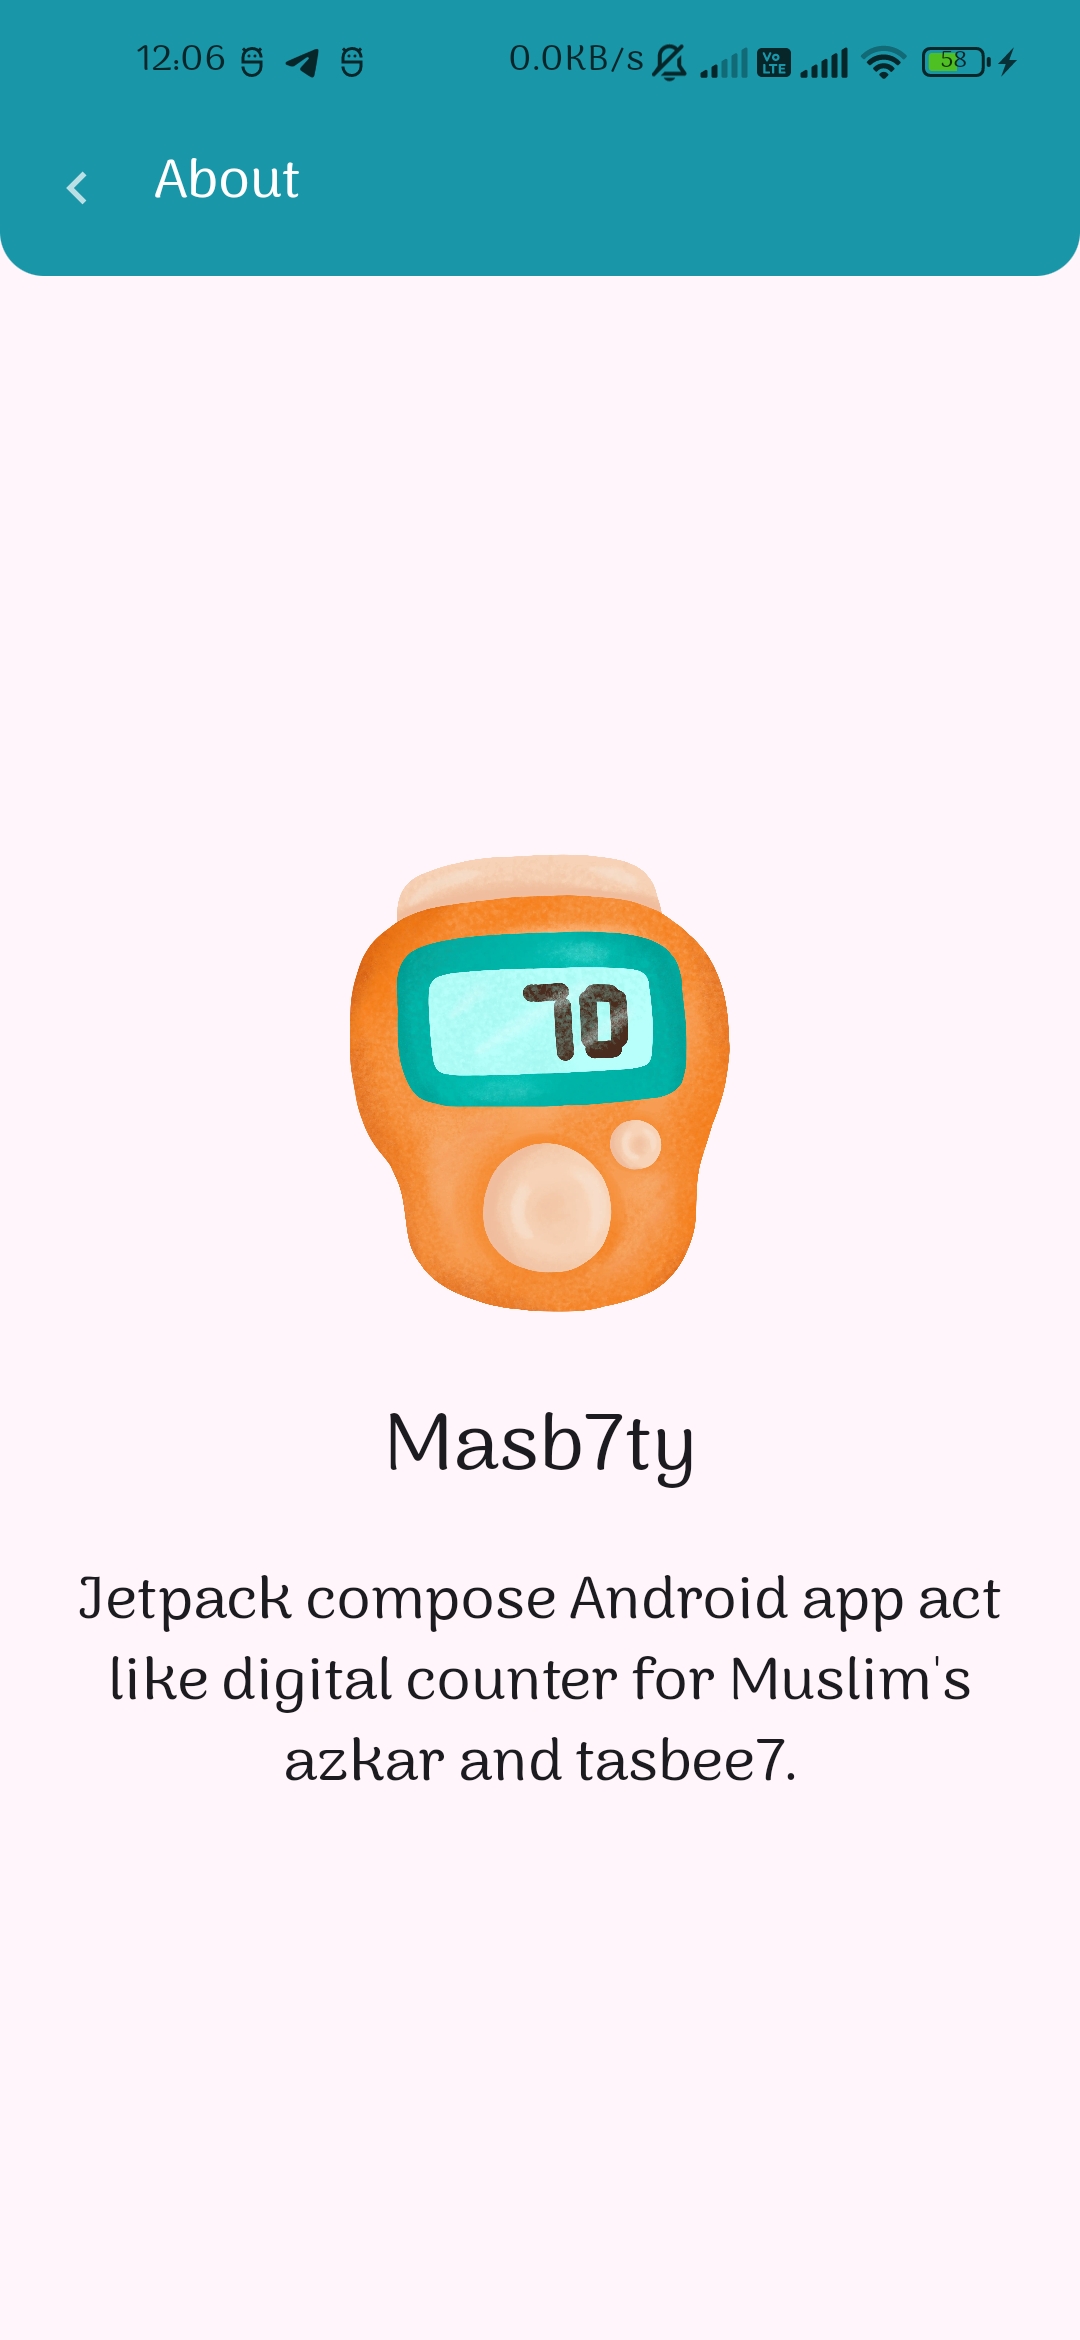 12:06 0.0KB/s Vo LTE 58
About
70
Masb7ty
Jetpack compose Android app act
like digital counter for Muslim's
azkar and tasbee7.